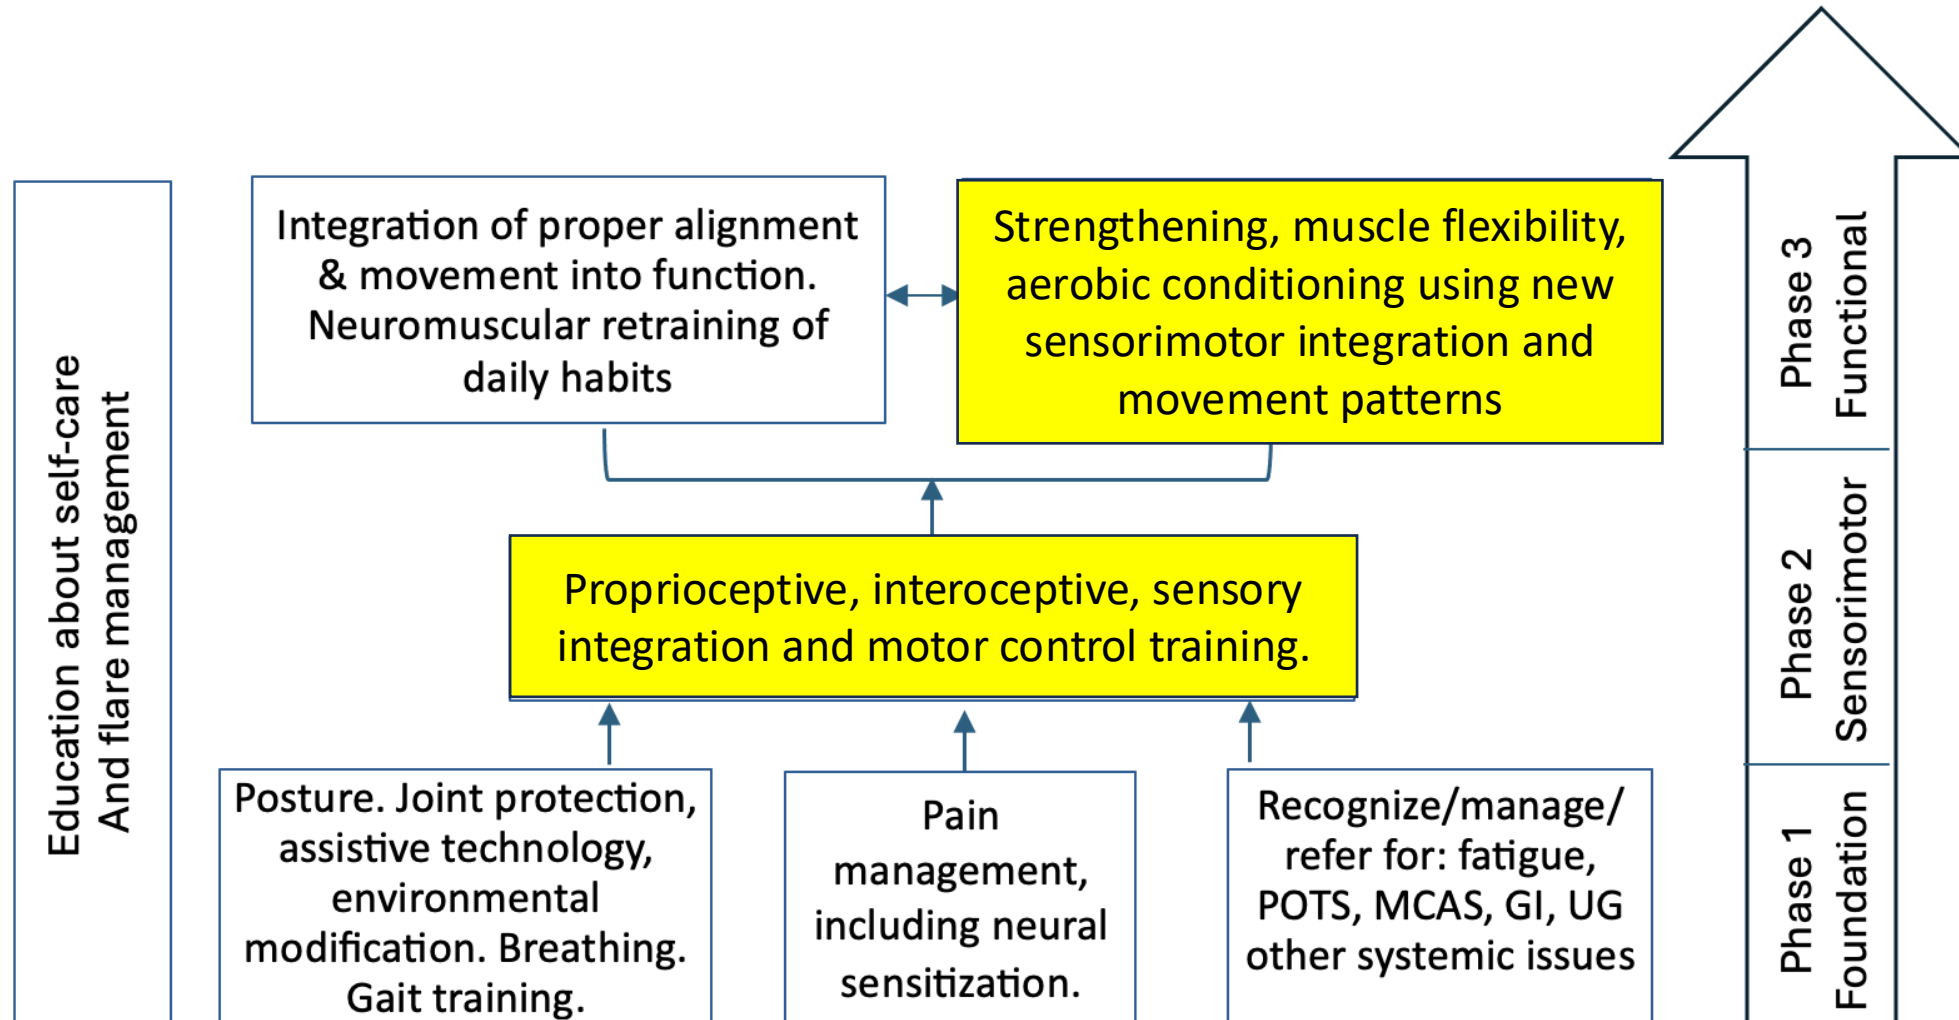 Education about self-care
And flare management
Integration of proper alignment
& movement into function.
Neuromuscular retraining of
daily habits
Strengthening, muscle flexibility,
aerobic conditioning using new
sensorimotor integration and
movement patterns
Phase 3
Functional
Proprioceptive, interoceptive, sensory
integration and motor control training.
Phase 2
Sensorimotor
Posture. Joint protection,
assistive technology,
environmental
modification. Breathing.
Gait training.
Pain
management,
including neural
sensitization.
Recognize/manage/
refer for: fatigue,
POTS, MCAS, GI, UG
other systemic issues
Phase 1
Foundation